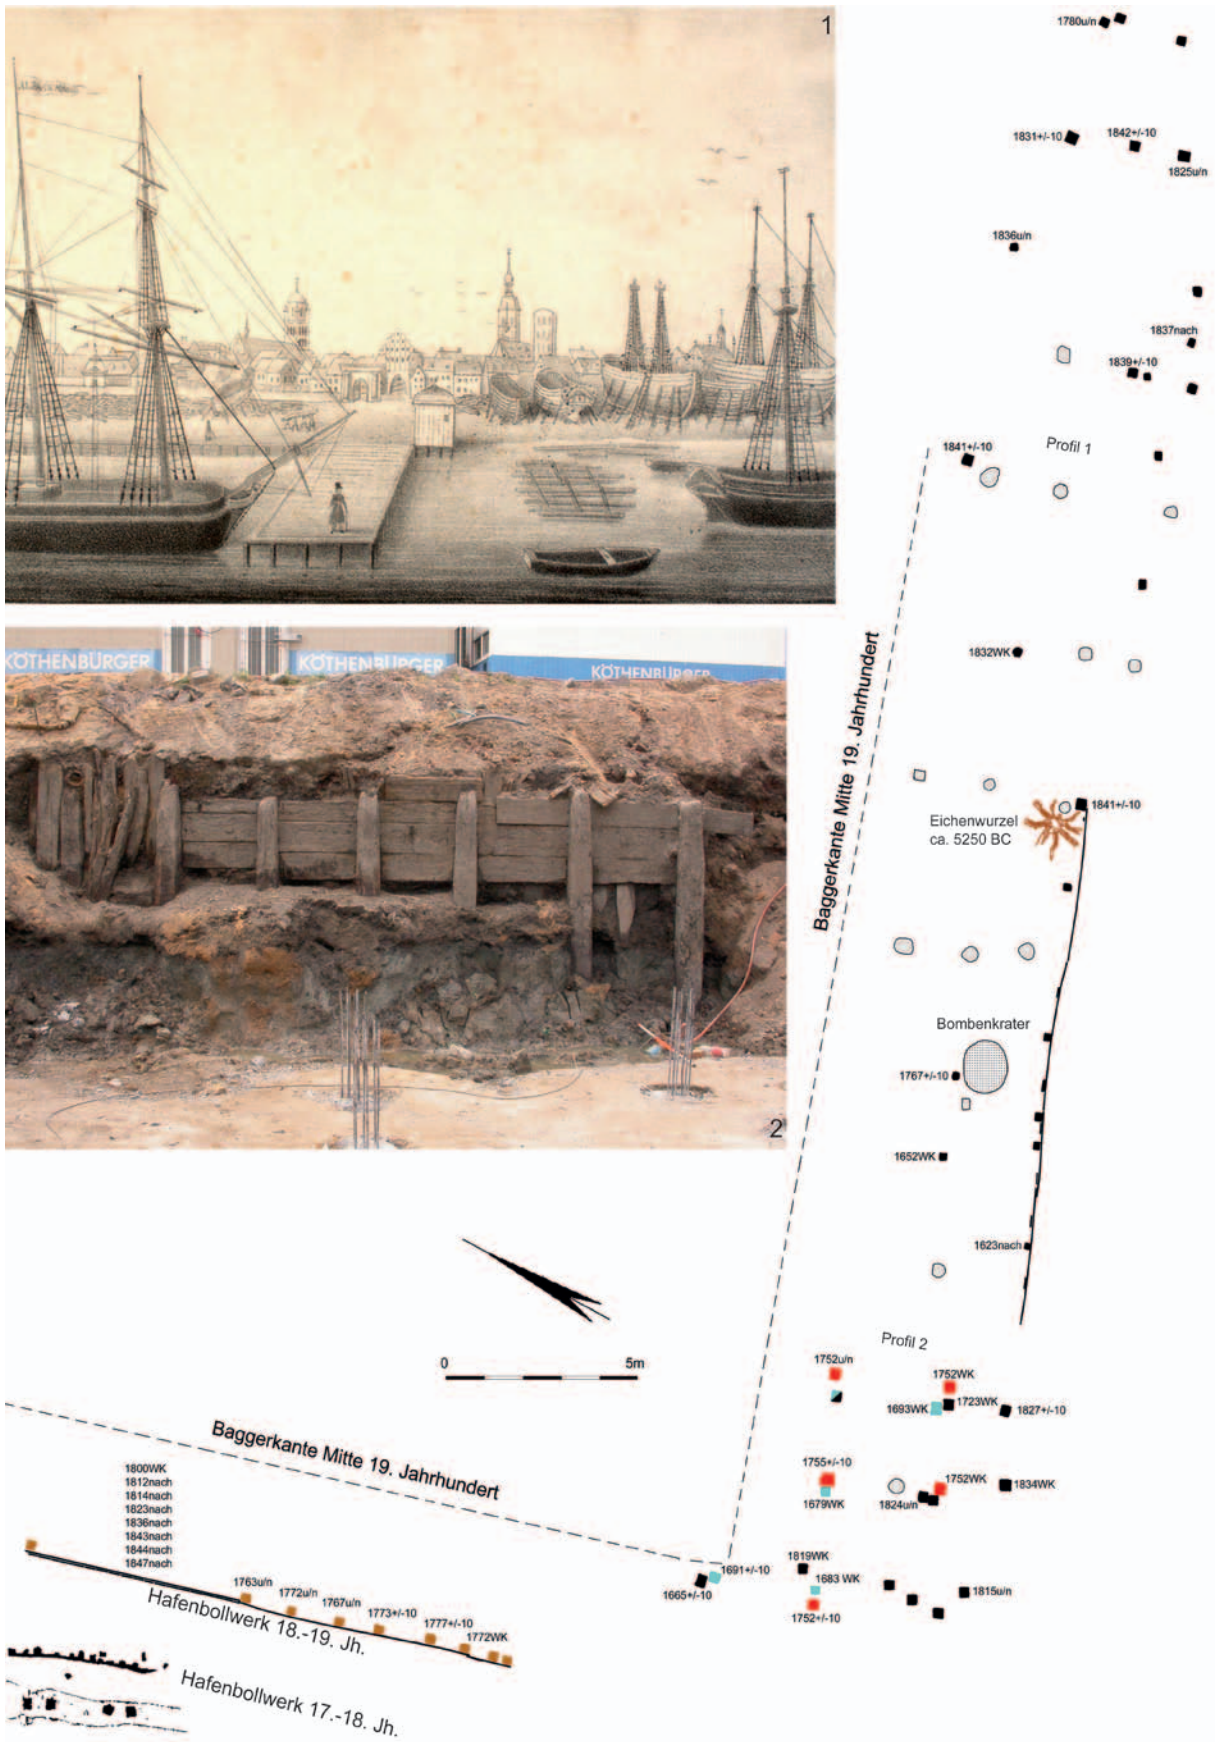 1
1780u/n
1831+/-10
1842+/-10
1825u/n
1836u/n
1837nach
1839+/-10
1841+/-10
Profil 1
KÖTHENBÜRGER
KÖTHENBÜRGER
KÖTHENBÜRGER
2
Baggerkante Mitte 19. Jahrhundert
1832WK
1841+/-10
Eichenwurzel
ca. 5250 BC
Bombenkrater
1767+/-10
1652WK
1623nach
Profil 2
0
5m
1752u/n
1752WK
1693WK
1723WK
1827+/-10
1755+/-10
1679WK
1752WK
1824u/n
1834WK
Baggerkante Mitte 19. Jahrhundert
1800WK
1812nach
1814nach
1823nach
1836nach
1843nach
1844nach
1847nach
1691+/-10
1665+/-10
1819WK
1683 WK
1752+/-10
1815u/n
1763u/n
1772u/n
1767u/n
1773+/-10
1777+/-10
1772WK
Hafenbollwerk 18.-19. Jh.
Hafenbollwerk 17.-18. Jh.